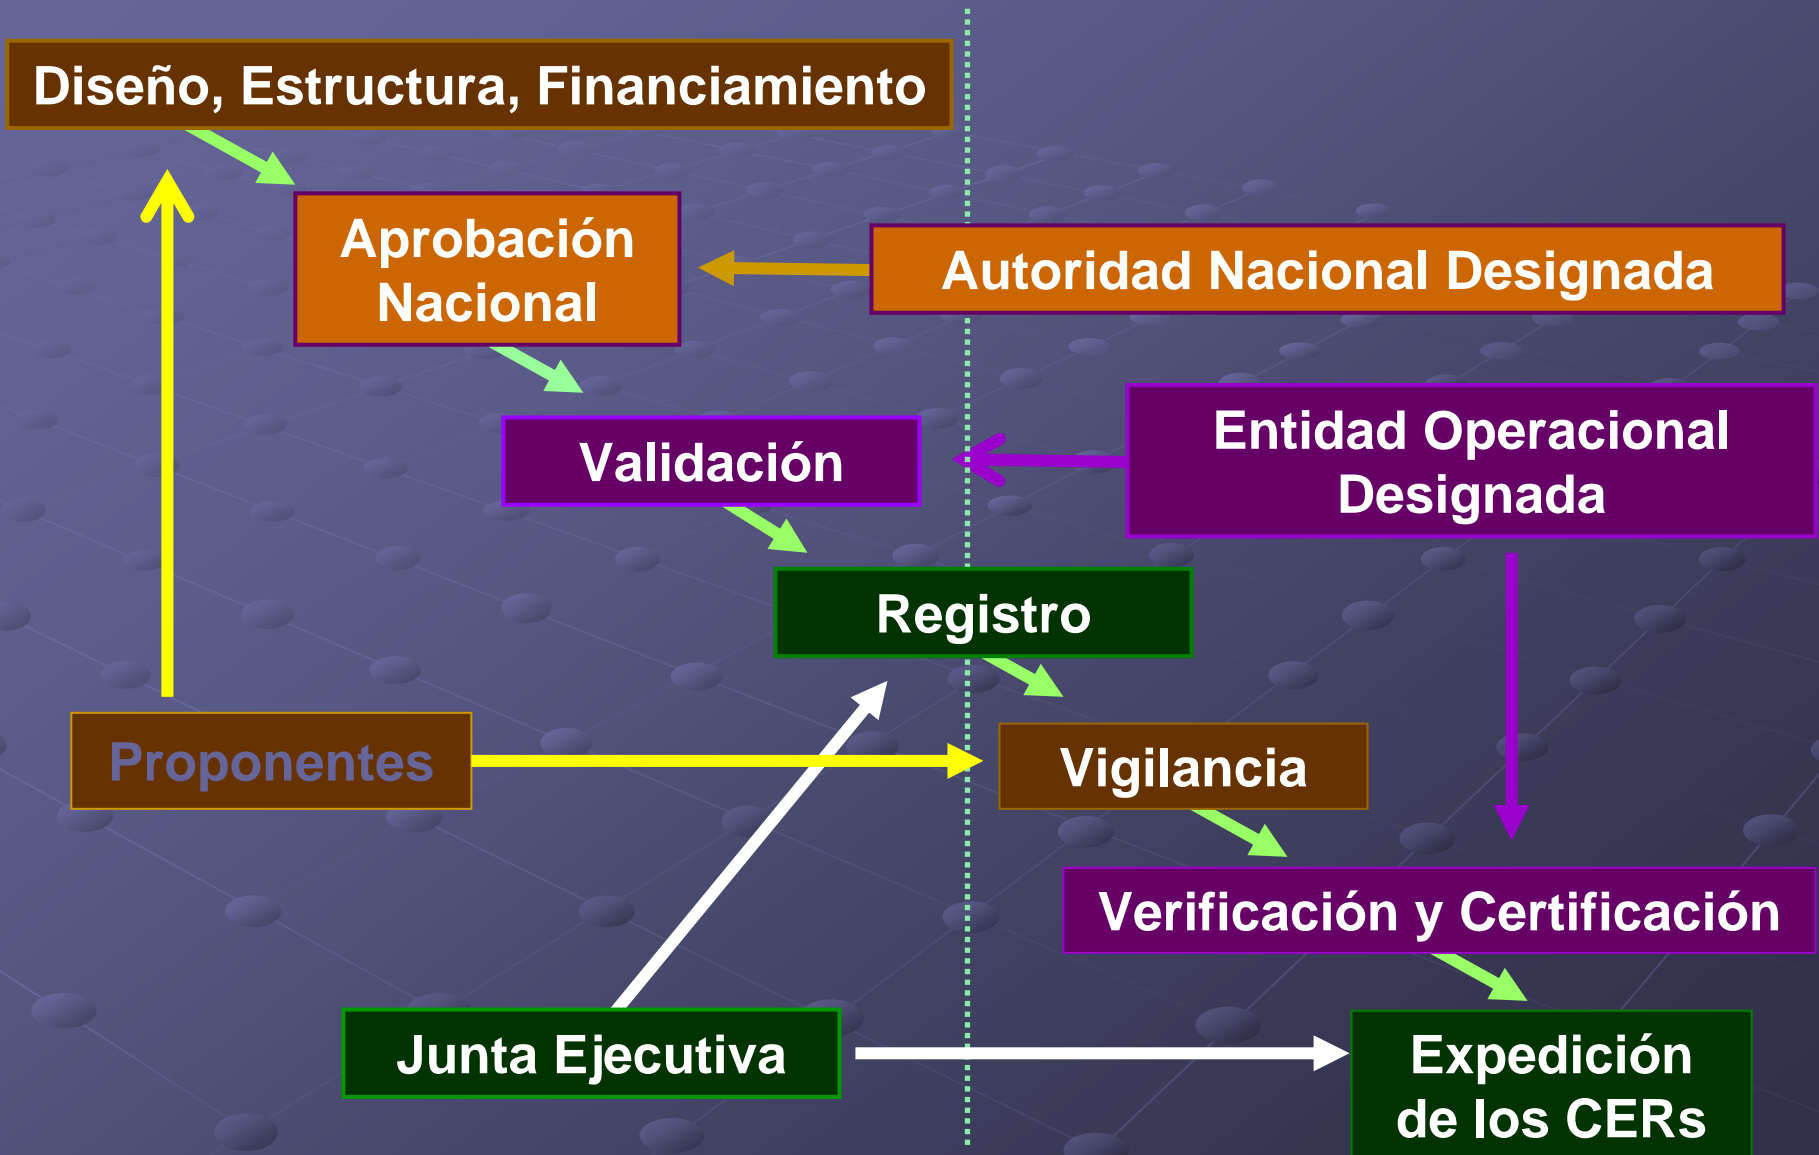 Diseño, Estructura, Financiamiento
Aprobación
Nacional
Autoridad Nacional Designada
Entidad Operacional
Designada
Validación
Registro
Proponentes
Vigilancia
Verificación y Certificación
Junta Ejecutiva
Expedición
de los CERs